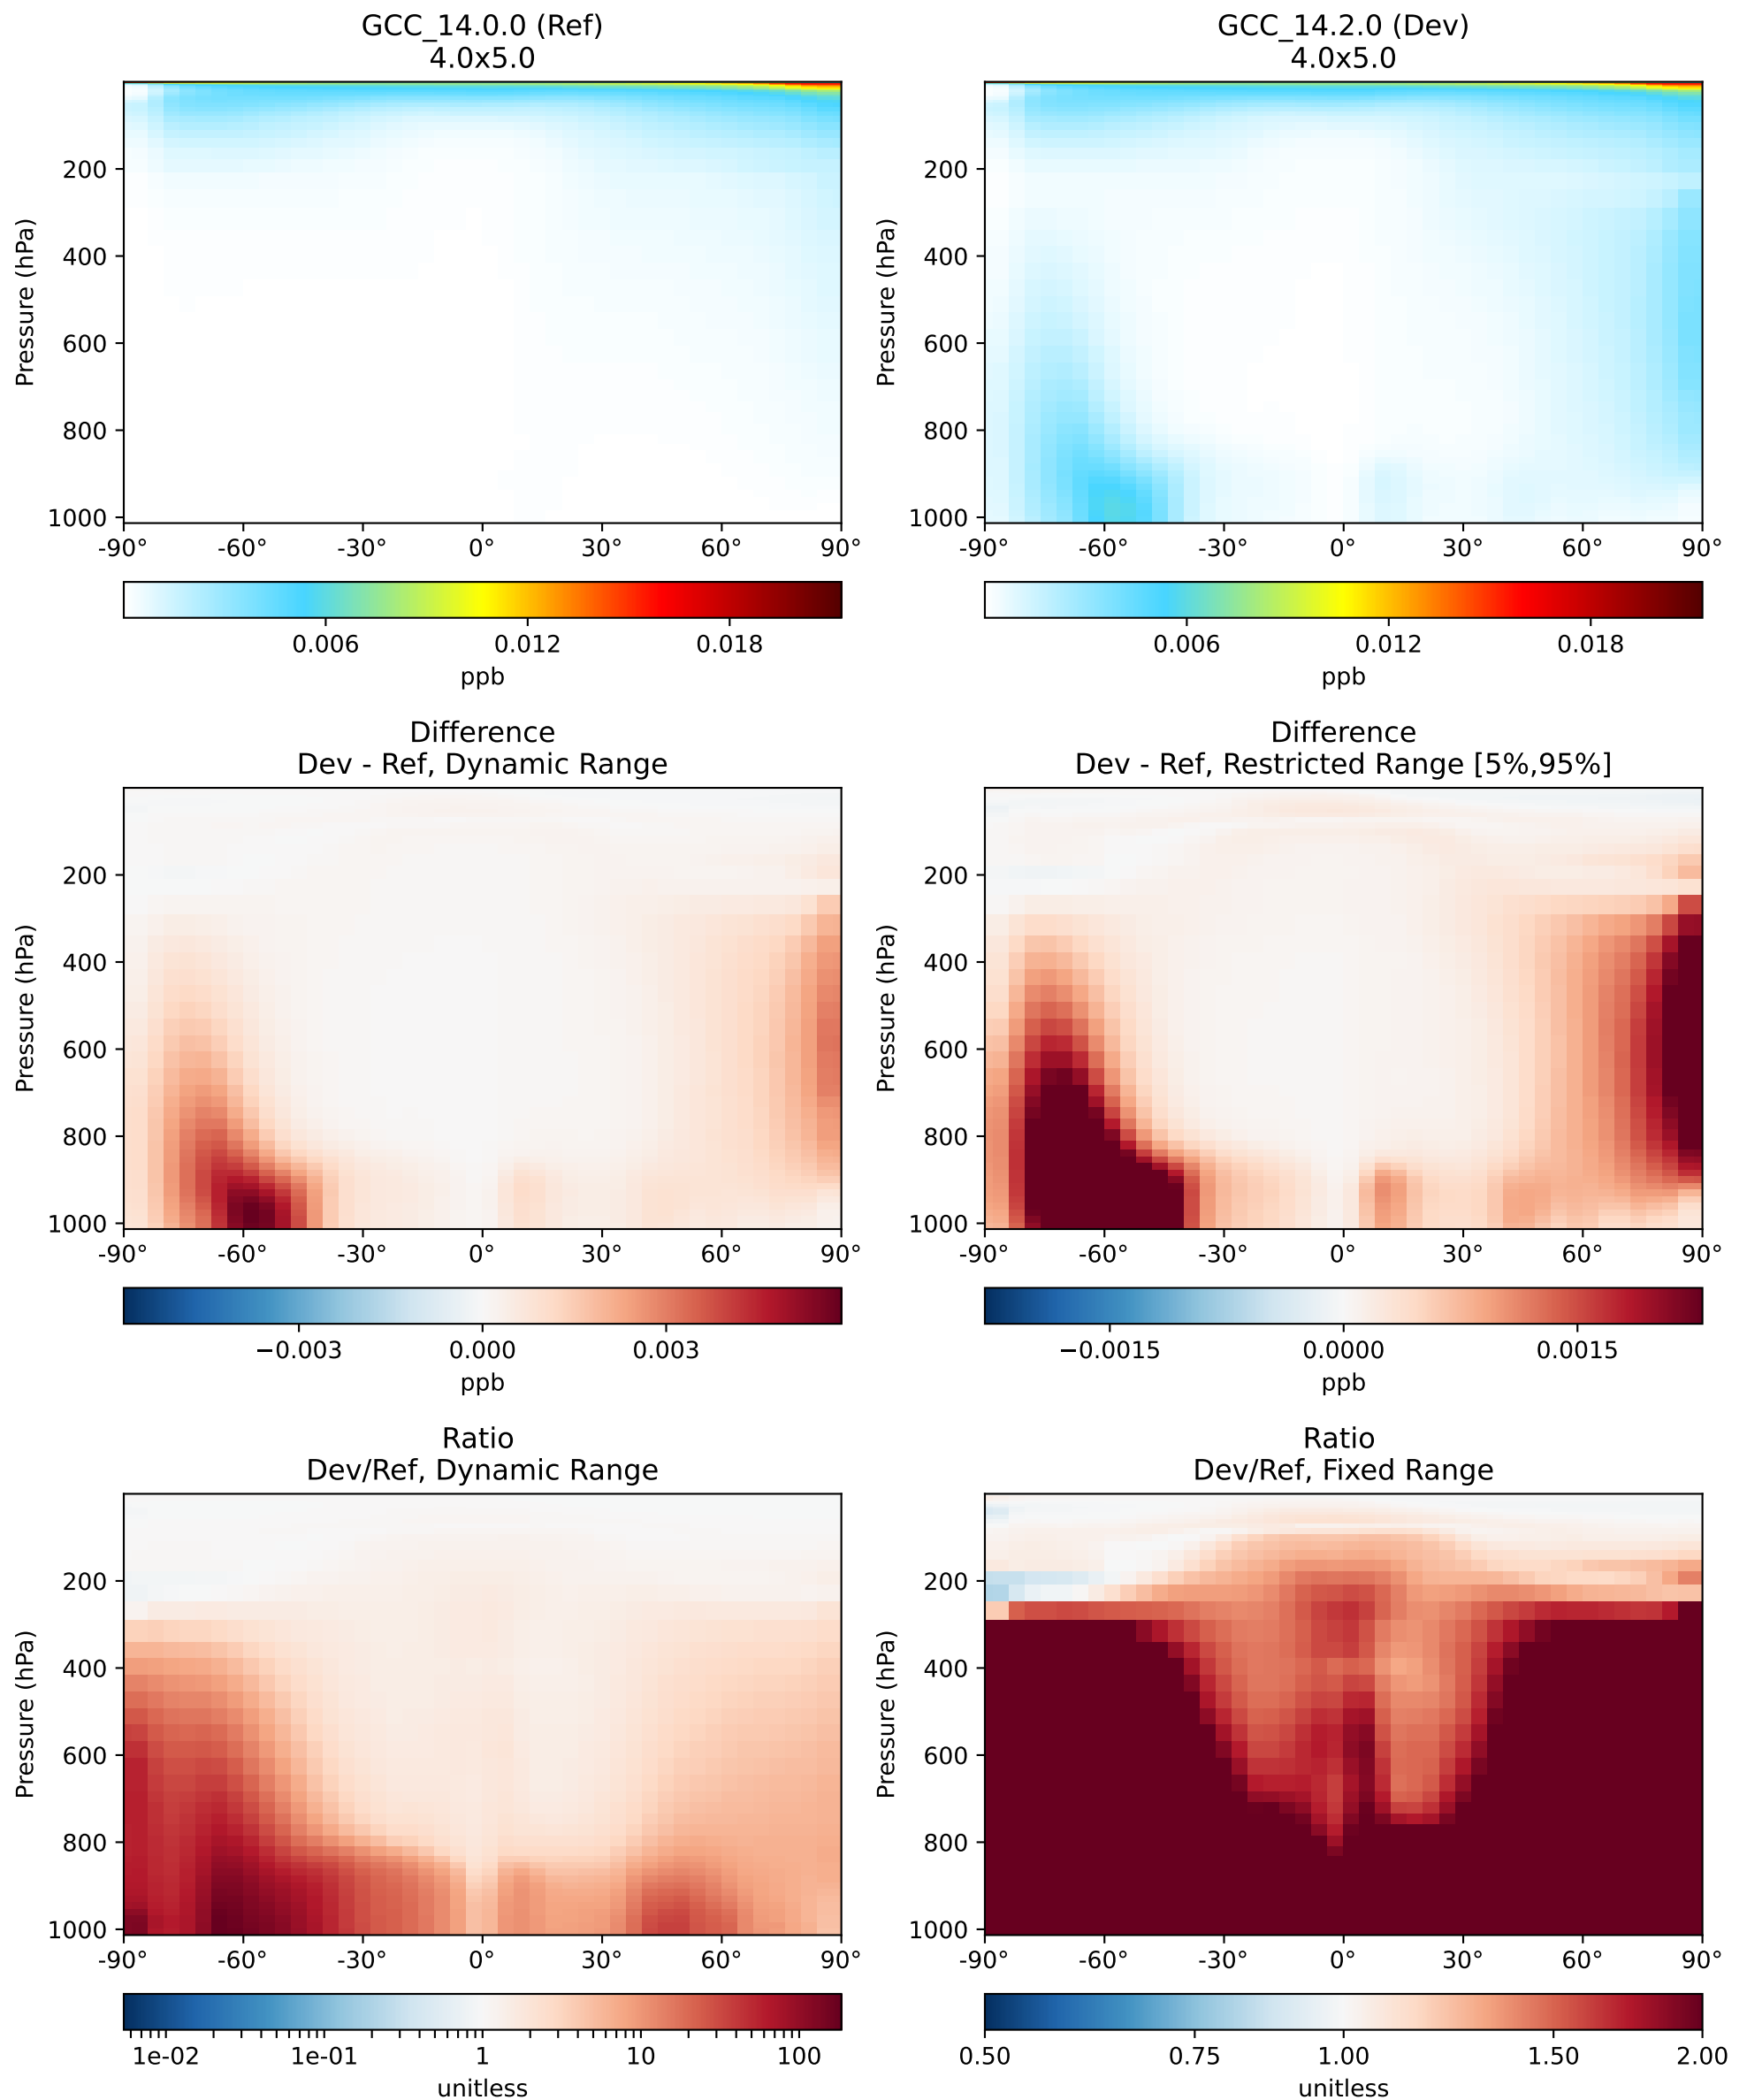 GCC_14.0.0 (Ref)
4.0x5.0
Pressure (hPa)
200
400
600
800
1000
-90° -60° -30° 0° 30° 60° 90°
0.006 0.012 0.018
ppb
GCC_14.2.0 (Dev)
4.0x5.0
Pressure (hPa)
200
400
600
800
1000
-90° -60° -30° 0° 30° 60° 90°
0.006 0.012 0.018
ppb
Difference
Dev - Ref, Dynamic Range
Pressure (hPa)
200
400
600
800
1000
-90° -60° -30° 0° 30° 60° 90°
−0.003 0.000 0.003
ppb
Difference
Dev - Ref, Restricted Range [5%,95%]
Pressure (hPa)
200
400
600
800
1000
-90° -60° -30° 0° 30° 60° 90°
−0.0015 0.0000 0.0015
ppb
Ratio
Dev/Ref, Dynamic Range
Pressure (hPa)
200
400
600
800
1000
-90° -60° -30° 0° 30° 60° 90°
1e-02 1e-01 1 10 100
unitless
Ratio
Dev/Ref, Fixed Range
Pressure (hPa)
200
400
600
800
1000
-90° -60° -30° 0° 30° 60° 90°
0.50 0.75 1.00 1.50 2.00
unitless